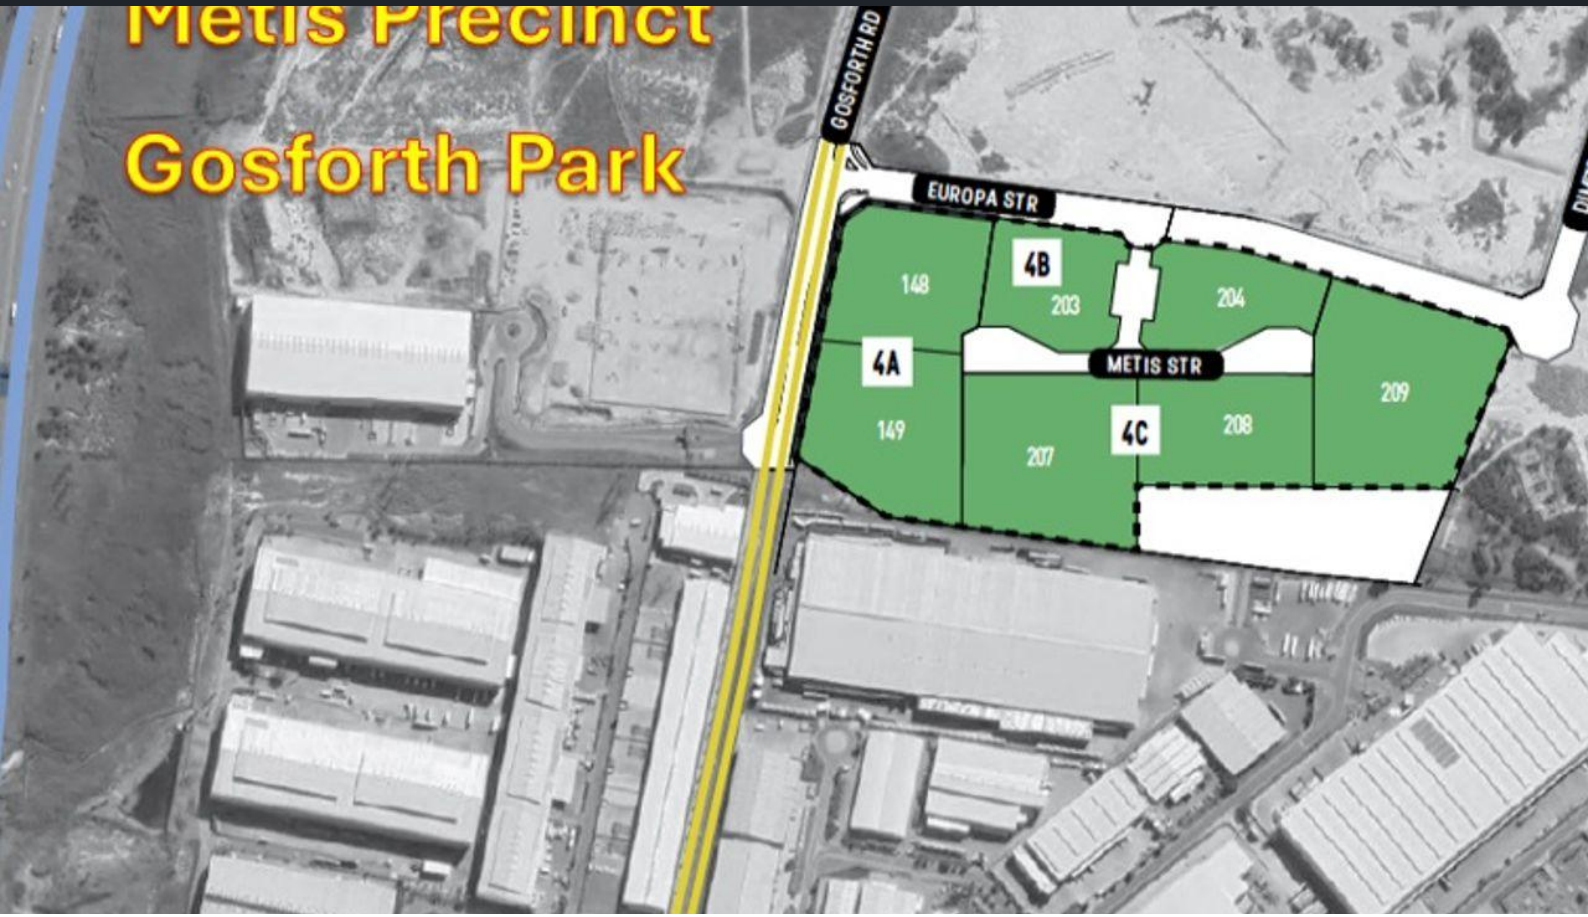 Metis Precinct
Gosforth Park
GOSFORTH RD
EUROPA STR
4B
148
203
204
4A
METIS STR
209
149
4C
208
207